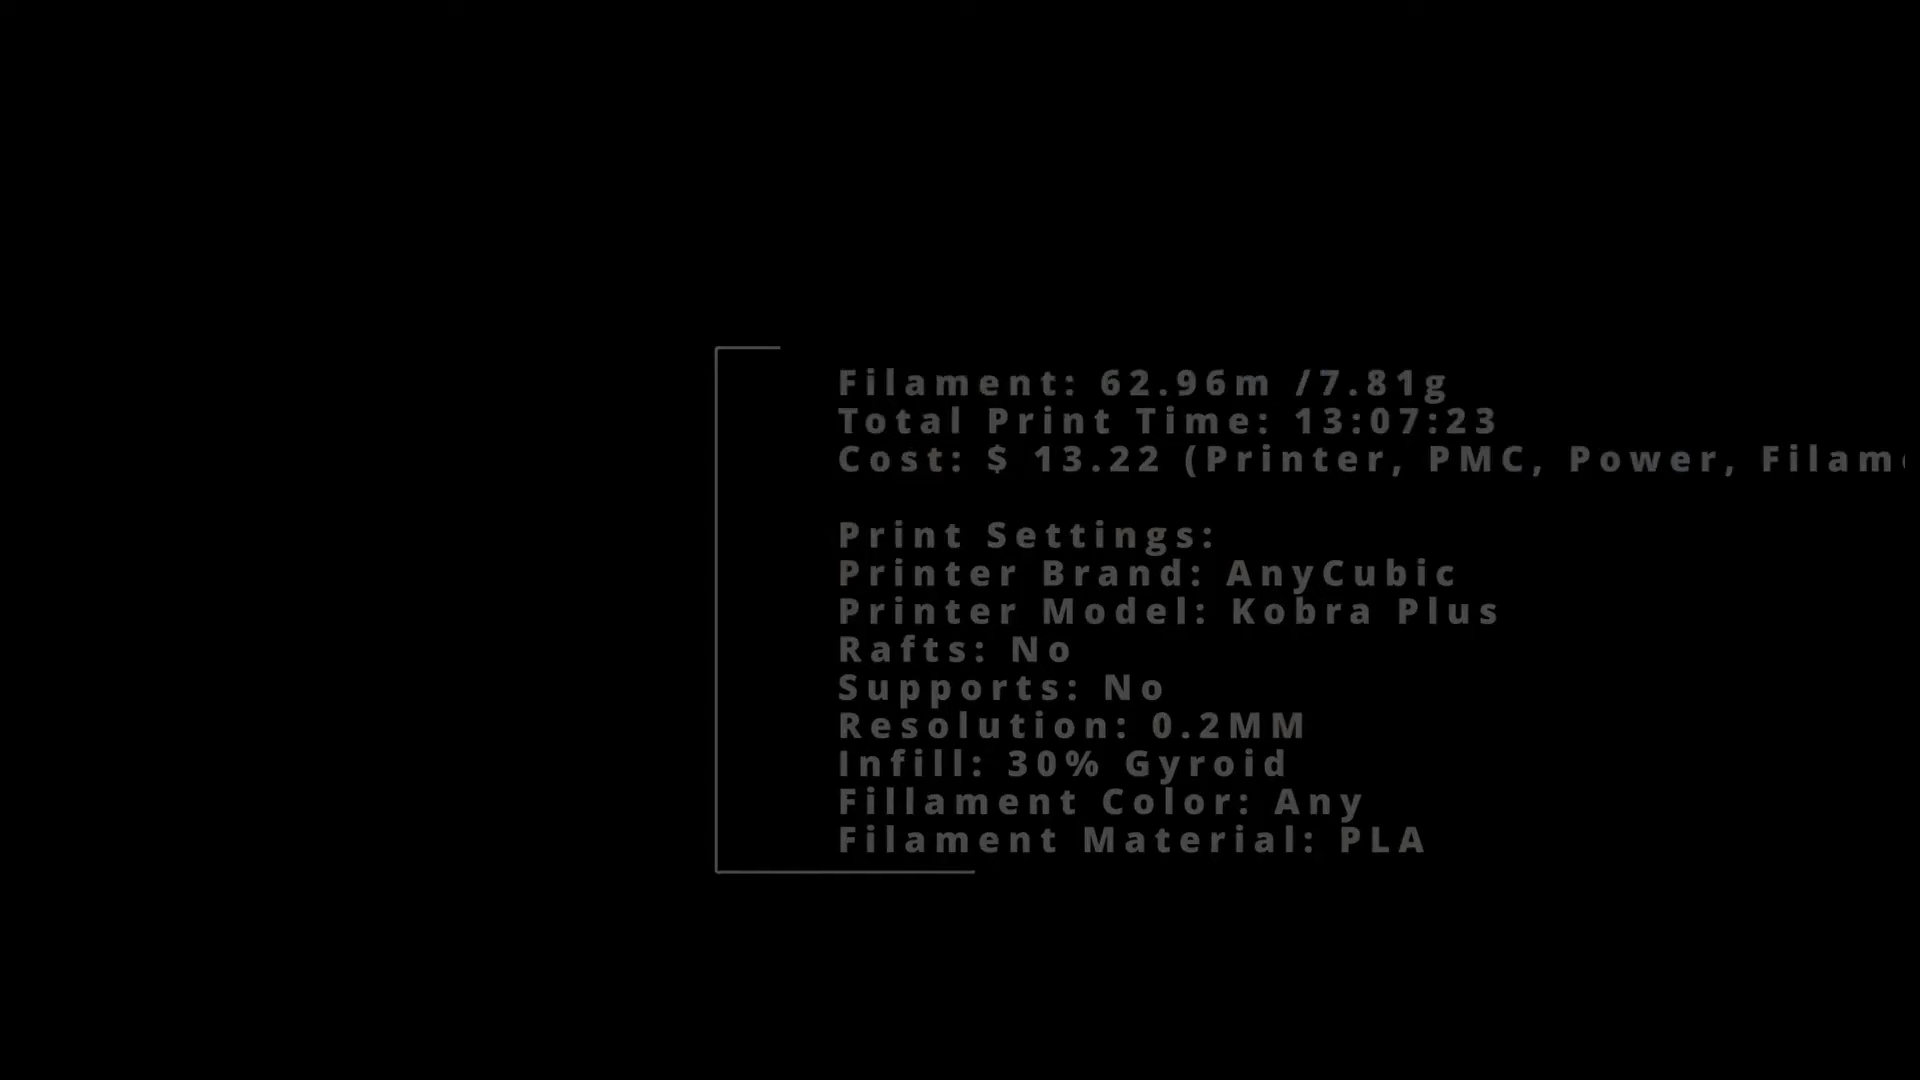 Filament: 62.96m /7.81g
Total Print Time: 13:07:23
Cost: $ 13.22 (Printer, PMC, Power,
Print Settings:
Printer Brand: AnyCubic
Printer Model: Kobra Plus
Rafts: No
Supports: No
Resolution: 0.2MM
Infill: 30% Gyroid
Fillament Color: Any
Filament Material: PLA